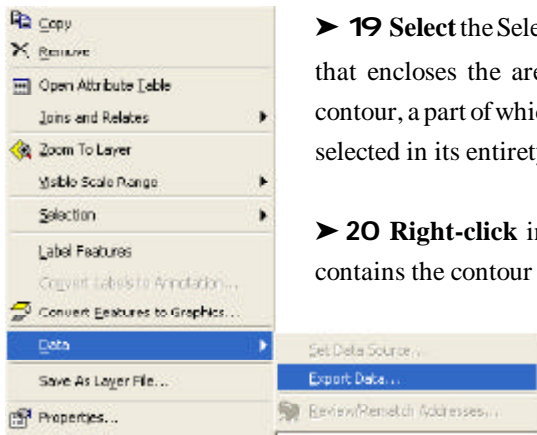 Copy
Remove
Open Attribute Table
Joins and Relates
Zoom To Layer
Visible Scale Range
Selection
Label Features
Convert Labels to Annotation...
Convert Features to Graphics...
Data
Save As Layer File...
Properties...
Set Data Source...
Export Data...
Review/Rematch Addresses...
➤ 19 Select the Sele
that encloses the are
contour, a part of whic
selected in its entiret
➤ 20 Right-click i
contains the contour